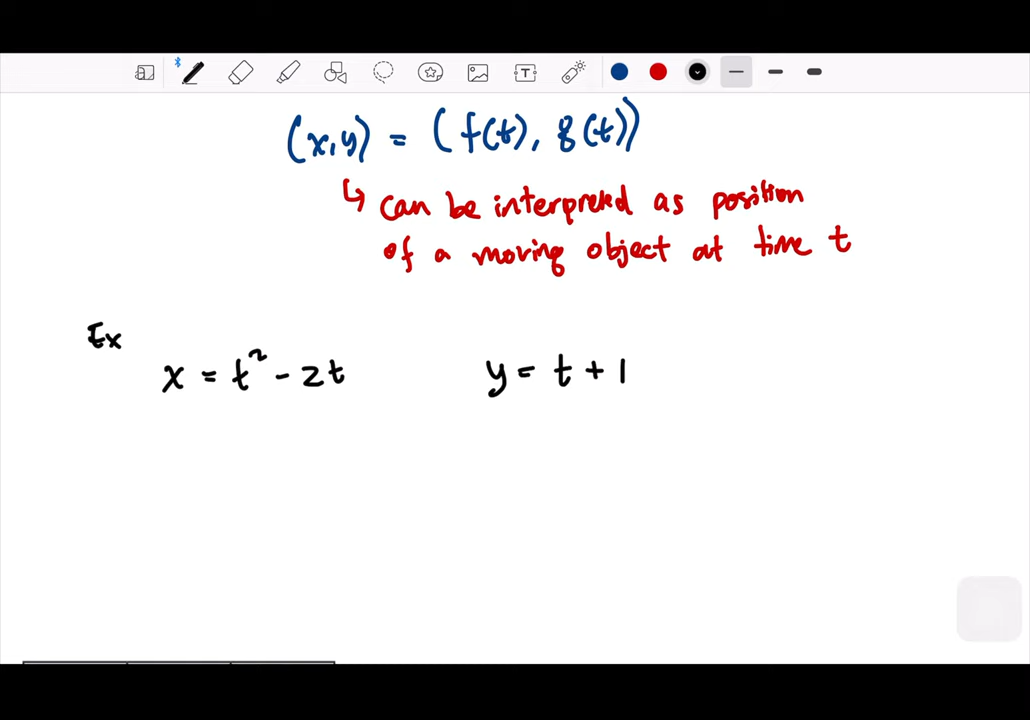 (x,y) = (f(t), g(t))
↳ can be interpreted as position
of a moving object at time t
Ex
x = t² - 2t y = t + 1